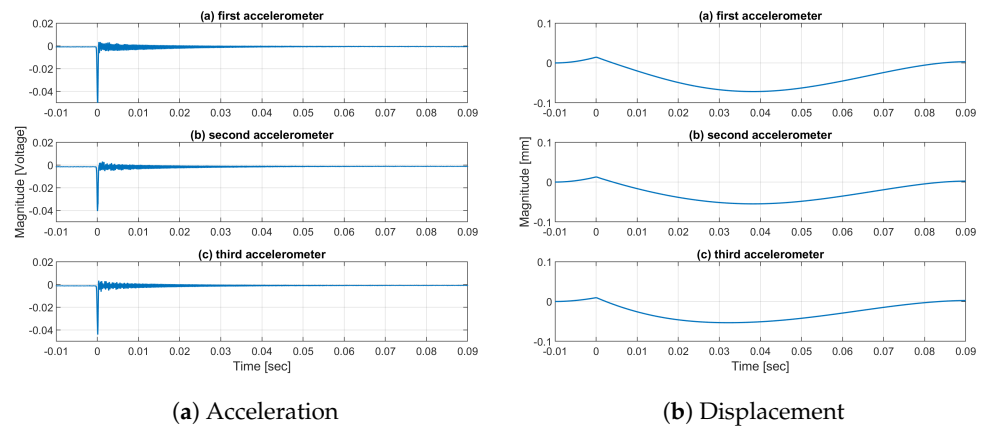 (a) first accelerometer
0.02
0
-0.02
-0.04
-0.01 0 0.01 0.02 0.03 0.04 0.05 0.06 0.07 0.08 0.09
(b) second accelerometer
Magnitude [Voltage]
0.02
0
-0.02
-0.04
-0.01 0 0.01 0.02 0.03 0.04 0.05 0.06 0.07 0.08 0.09
(c) third accelerometer
0.02
0
-0.02
-0.04
-0.01 0 0.01 0.02 0.03 0.04 0.05 0.06 0.07 0.08 0.09
Time [sec]
(a) Acceleration
(a) first accelerometer
0.1
0
-0.1
-0.01 0 0.01 0.02 0.03 0.04 0.05 0.06 0.07 0.08 0.09
(b) second accelerometer
Magnitude [mm]
0.1
0
-0.1
-0.01 0 0.01 0.02 0.03 0.04 0.05 0.06 0.07 0.08 0.09
(c) third accelerometer
0.1
0
-0.1
-0.01 0 0.01 0.02 0.03 0.04 0.05 0.06 0.07 0.08 0.09
Time [sec]
(b) Displacement